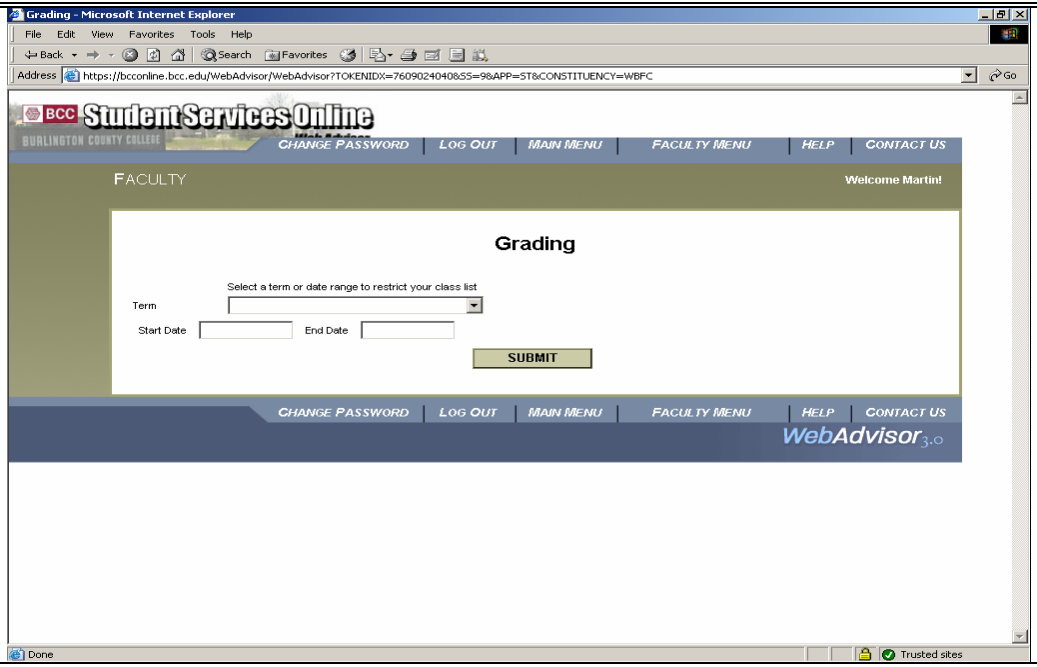 Grading - Microsoft Internet Explorer
File Edit View Favorites Tools Help
Back Search Favorites
Address https://bcconline.bcc.edu/WebAdvisor/WebAdvisor?TOKENIDX=7609024040&SS=9&APP=ST&CONSTITUENCY=WBFC Go
BCC Student Services Online
BURLINGTON COUNTY COLLEGE Web Advisor
CHANGE PASSWORD LOG OUT MAIN MENU FACULTY MENU HELP CONTACT US
FACULTY Welcome Martin!
Grading
Select a term or date range to restrict your class list
Term
Start Date End Date
SUBMIT
CHANGE PASSWORD LOG OUT MAIN MENU FACULTY MENU HELP CONTACT US
WebAdvisor 3.0
Done Trusted sites